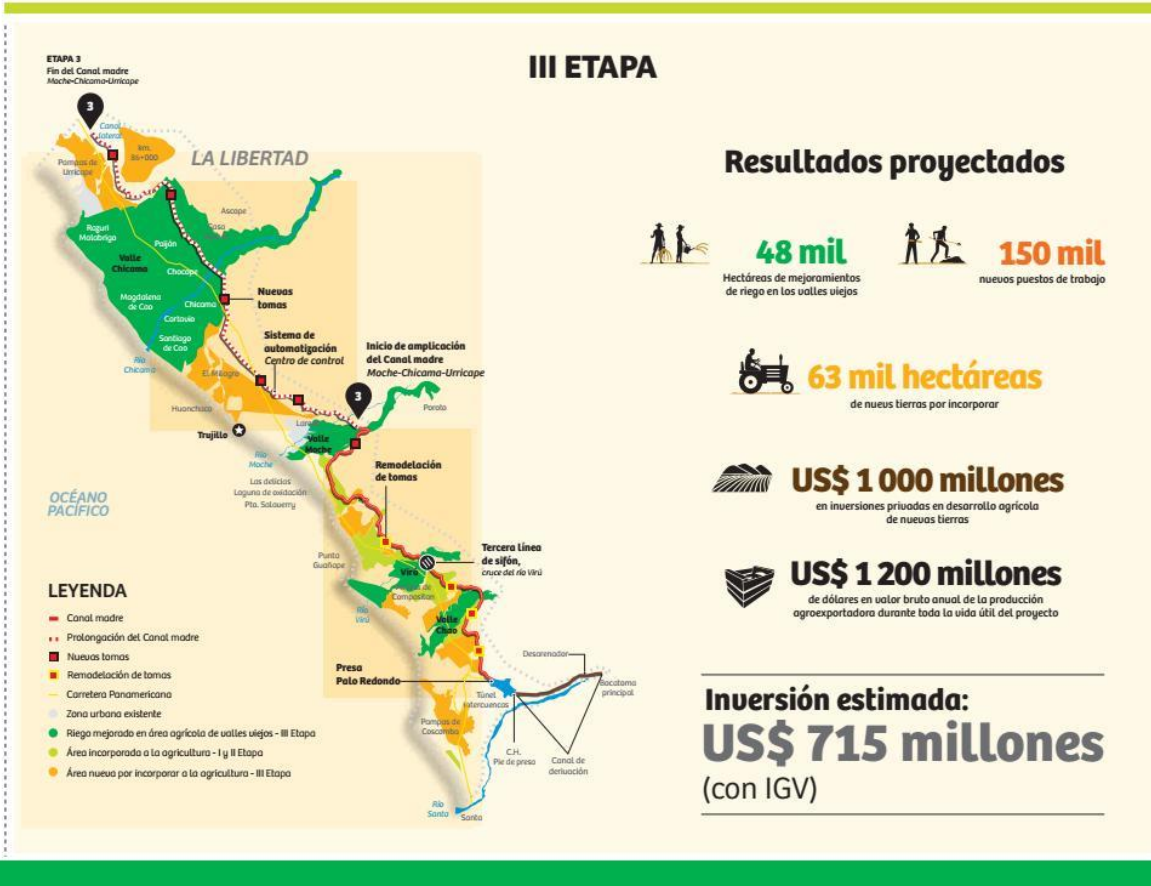 III ETAPA
ETAPA 3
Fin del Canal madre
Moche-Chicama-Urricape
3
Canal
lateral
km.
Pampas de
Urricape
LA LIBERTAD
Ascope
Razuri
Malabrigo
Paiján
Valle
Chicama
Chocope
Magdalena
de Cao
Chicama
Cartavio
Santiago
de Cao
Río
Chicama
Nuevas
tomas
Sistema de
automatización
Centro de control
Inicio de ampliación
del Canal madre
Moche-Chicama-Urricape
3
El Milagro
Huanchaco
Poroto
Trujillo
Valle
Moche
Río
Moche
Las delicias
Laguna de oxidación
Pto. Salaverry
Remodelación
de tomas
OCÉANO
PACÍFICO
Punta
Guañape
Tercera línea
de sifón,
cruce del río Virú
Virú
de
Compositan
Río
Virú
Valle
Chao
Presa
Palo Redondo
Desarenador
Bocatoma
principal
Túnel
Intercuencas
Pampas de
Coscomba
C.H.
Pie de presa
Canal de
derivación
Río
Santa
Santa
LEYENDA
Canal madre
Prolongación del Canal madre
Nuevas tomas
Remodelación de tomas
Carretera Panamericana
Zona urbana existente
Riego mejorado en área agrícola de valles viejos - III Etapa
Área incorporada a la agricultura - I y II Etapa
Área nueva por incorporar a la agricultura - III Etapa
Resultados proyectados
48 mil
Hectáreas de mejoramientos
de riego en los valles viejos
150 mil
nuevos puestos de trabajo
63 mil hectáreas
de nuevs tierras por incorporar
US$ 1 000 millones
en inversiones privadas en desarrollo agrícola
de nuevas tierras
US$ 1 200 millones
de dólares en valor bruto anual de la producción
agroexportadora durante toda la vida útil del proyecto
Inversión estimada:
US$ 715 millones
(con IGV)